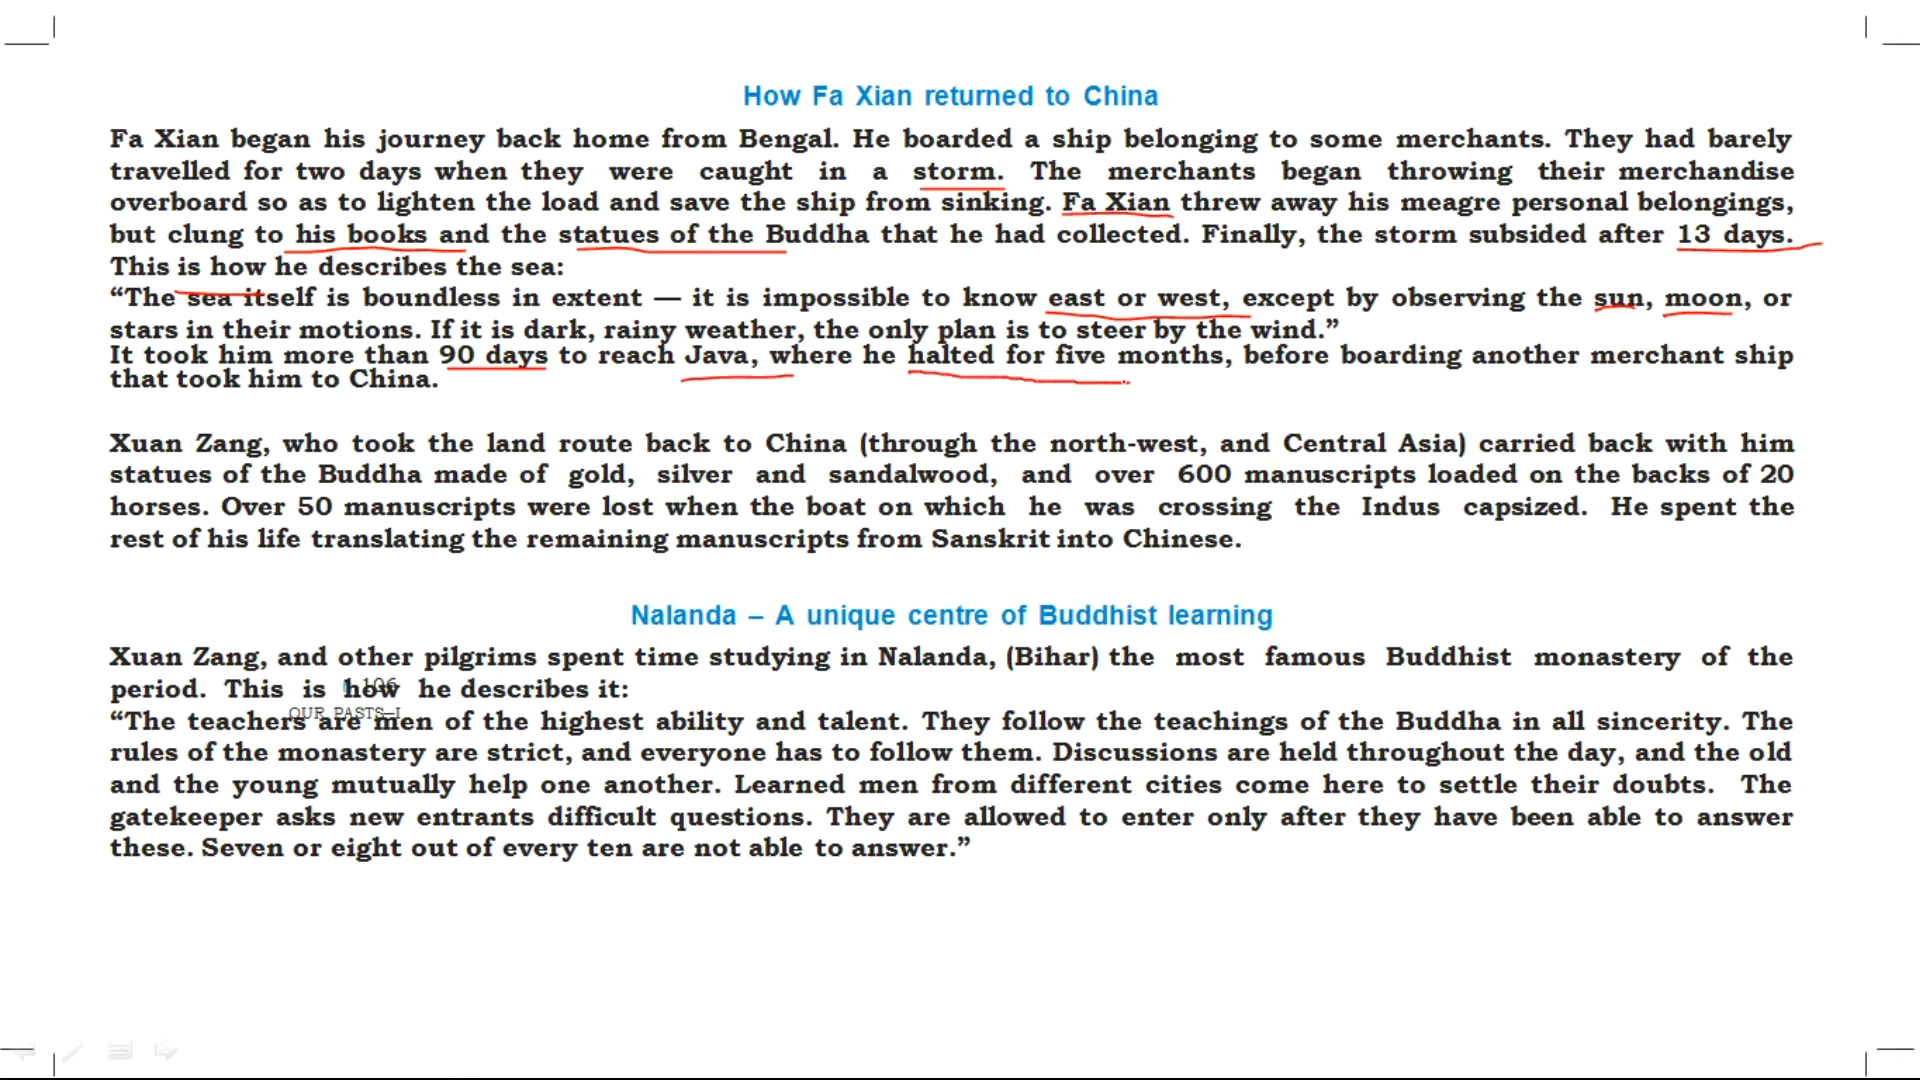 How Fa Xian returned to China
Fa Xian began his journey back home from Bengal. He boarded a ship belonging to some merchants. They had barely
travelled for two days when they were caught in a storm. The merchants began throwing their merchandise
overboard so as to lighten the load and save the ship from sinking. Fa Xian threw away his meagre personal belongings,
but clung to his books and the statues of the Buddha that he had collected. Finally, the storm subsided after 13 days.
This is how he describes the sea:
“The sea itself is boundless in extent — it is impossible to know east or west, except by observing the sun, moon, or
stars in their motions. If it is dark, rainy weather, the only plan is to steer by the wind.”
It took him more than 90 days to reach Java, where he halted for five months, before boarding another merchant ship
that took him to China.
Xuan Zang, who took the land route back to China (through the north-west, and Central Asia) carried back with him
statues of the Buddha made of gold, silver and sandalwood, and over 600 manuscripts loaded on the backs of 20
horses. Over 50 manuscripts were lost when the boat on which he was crossing the Indus capsized. He spent the
rest of his life translating the remaining manuscripts from Sanskrit into Chinese.
Nalanda – A unique centre of Buddhist learning
Xuan Zang, and other pilgrims spent time studying in Nalanda, (Bihar) the most famous Buddhist monastery of the
period. This is how he describes it:
106
OUR PASTS–I
“The teachers are men of the highest ability and talent. They follow the teachings of the Buddha in all sincerity. The
rules of the monastery are strict, and everyone has to follow them. Discussions are held throughout the day, and the old
and the young mutually help one another. Learned men from different cities come here to settle their doubts. The
gatekeeper asks new entrants difficult questions. They are allowed to enter only after they have been able to answer
these. Seven or eight out of every ten are not able to answer.”